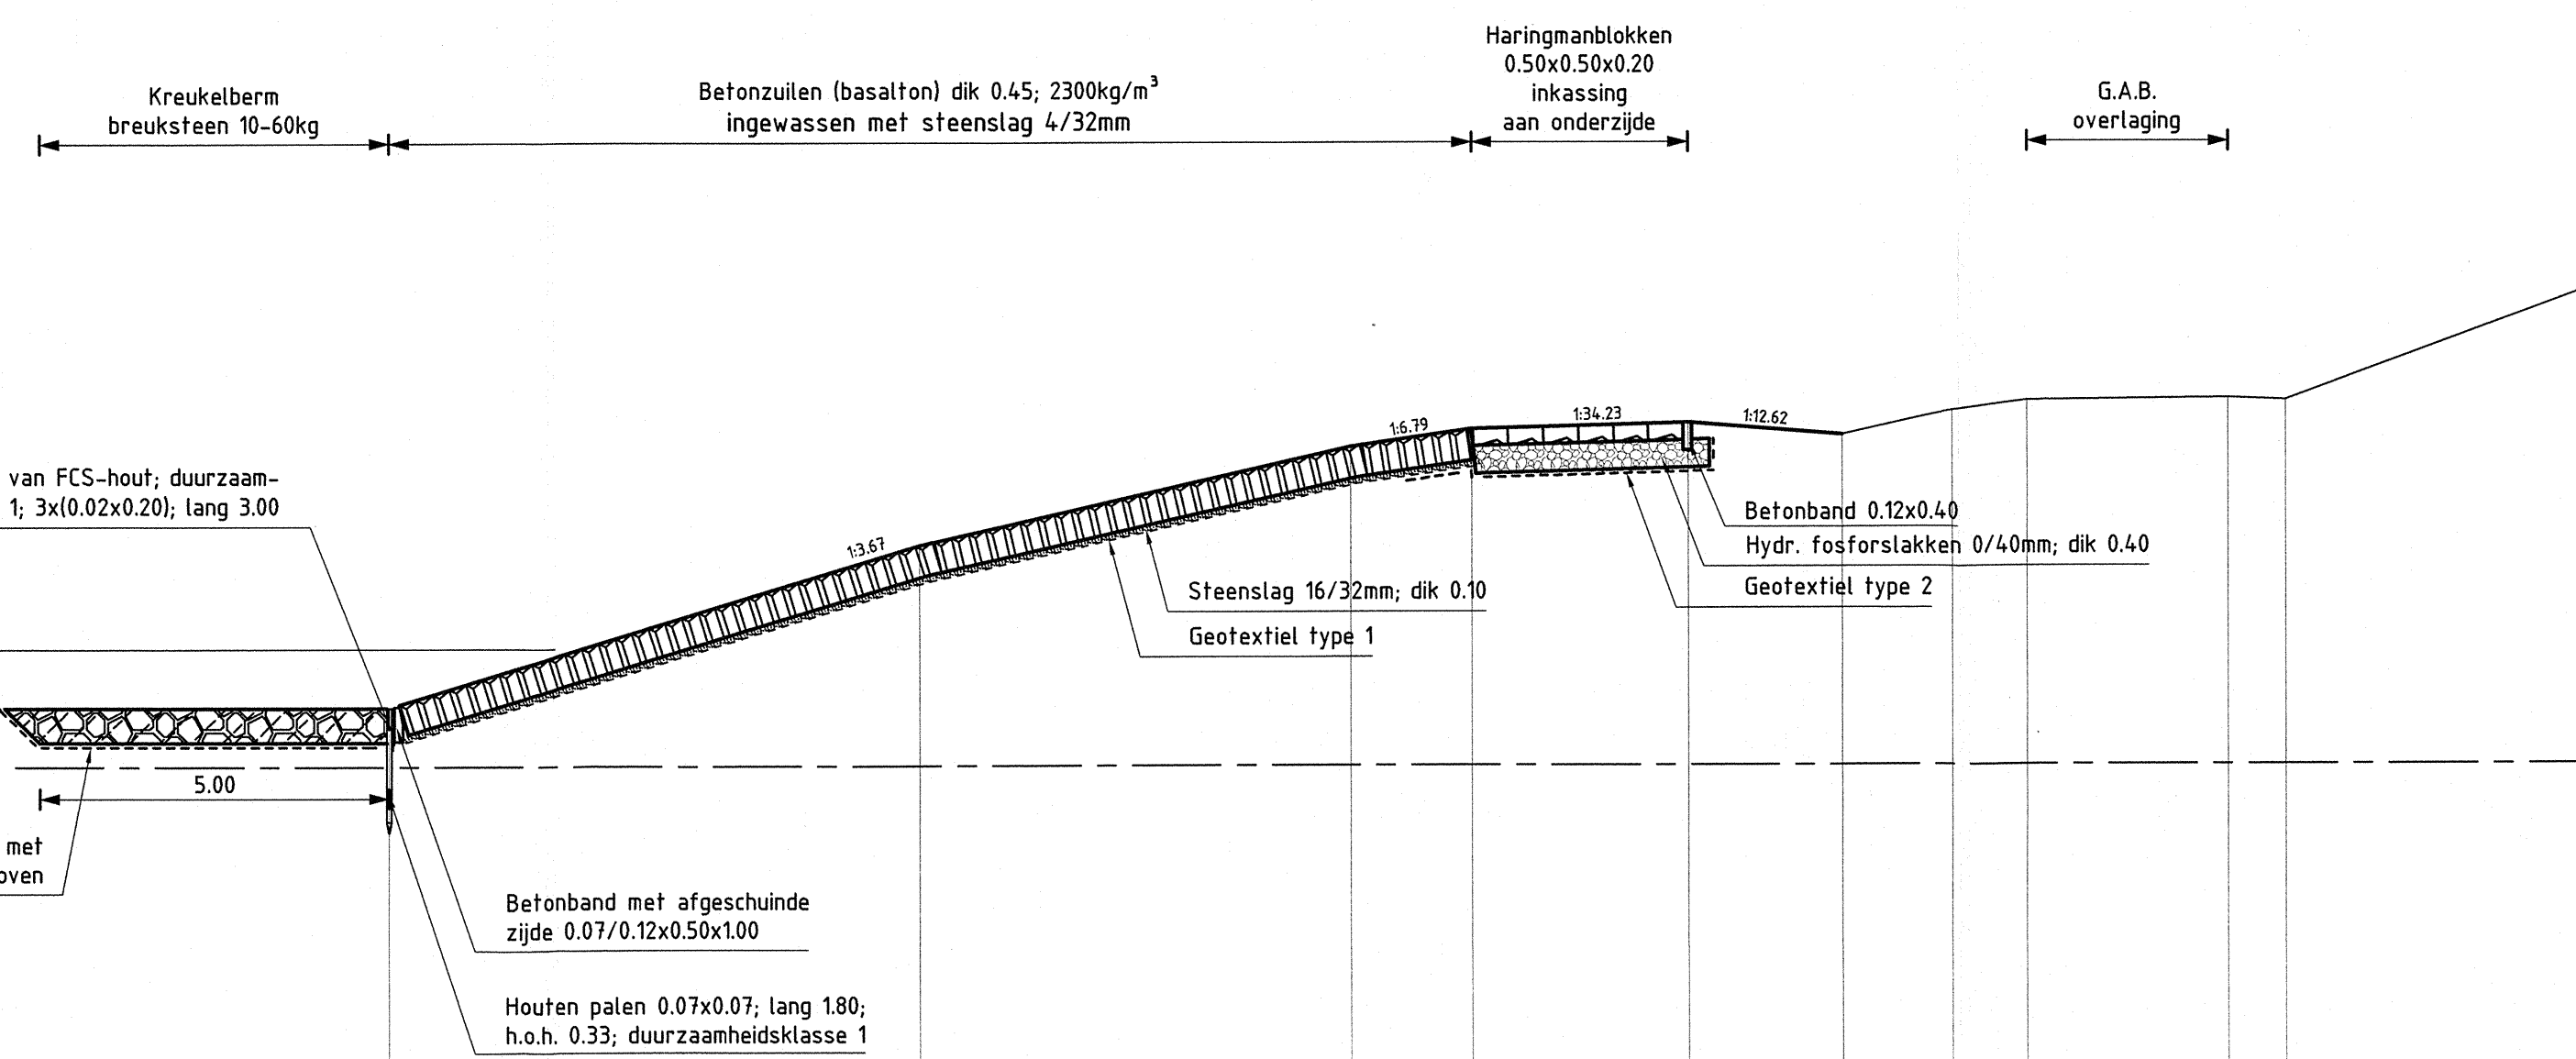 Haringmanblokken
0.50x0.50x0.20
inkassing
aan onderzijde
Kreukelberm
breuksteen 10-60kg
Betonzuilen (basalton) dik 0.45; 2300kg/m³
ingewassen met steenslag 4/32mm
G.A.B.
overlaging
1:3.67
1:6.79
1:34.23
1:12.62
van FCS-hout; duurzaam-
1; 3x(0.02x0.20); lang 3.00
Betonband 0.12x0.40
Hydr. fosforslakken 0/40mm; dik 0.40
Geotextiel type 2
Steenslag 16/32mm; dik 0.10
Geotextiel type 1
5.00
met
oven
Betonband met afgeschuinde
zijde 0.07/0.12x0.50x1.00
Houten palen 0.07x0.07; lang 1.80;
h.o.h. 0.33; duurzaamheidsklasse 1